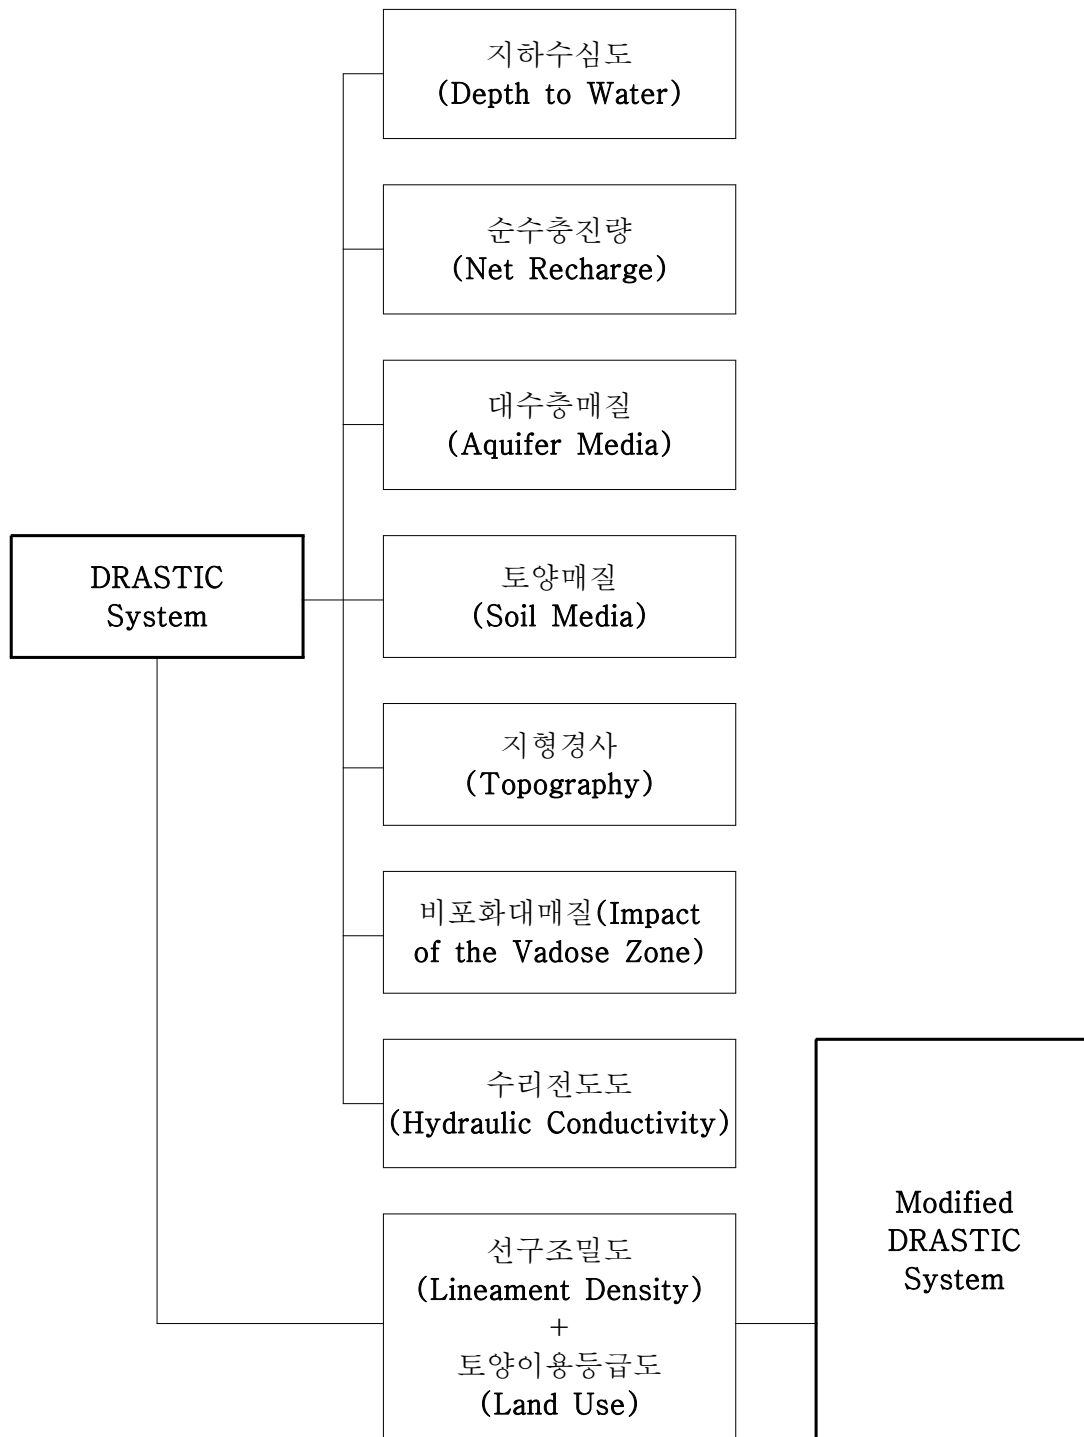 지하수심도
(Depth to Water)
순수충진량
(Net Recharge)
대수층매질
(Aquifer Media)
DRASTIC
System
토양매질
(Soil Media)
지형경사
(Topography)
비포화대매질(Impact
of the Vadose Zone)
수리전도도
(Hydraulic Conductivity)
선구조밀도
(Lineament Density)
+
토양이용등급도
(Land Use)
Modified
DRASTIC
System